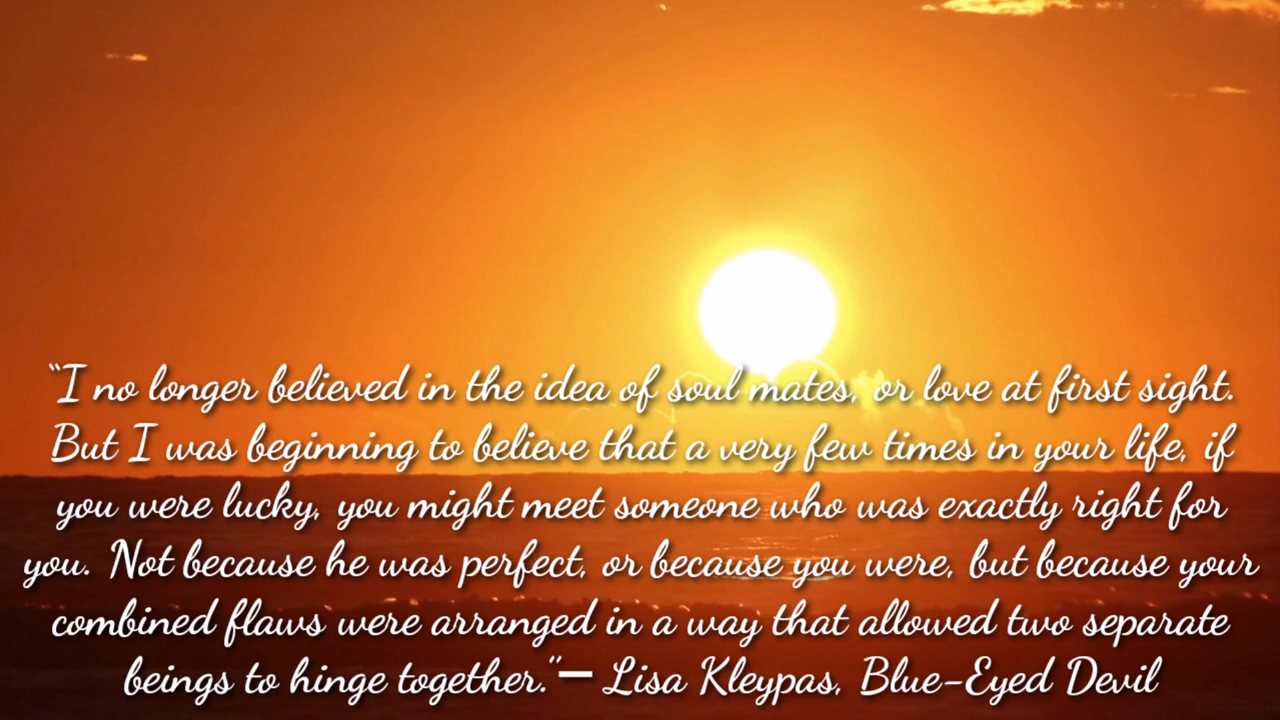 “I no longer believed in the idea of soul mates, or love at first sight.
But I was beginning to believe that a very few times in your life, if
you were lucky, you might meet someone who was exactly right for
you. Not because he was perfect, or because you were, but because your
combined flaws were arranged in a way that allowed two separate
beings to hinge together.”― Lisa Kleypas, Blue-Eyed Devil